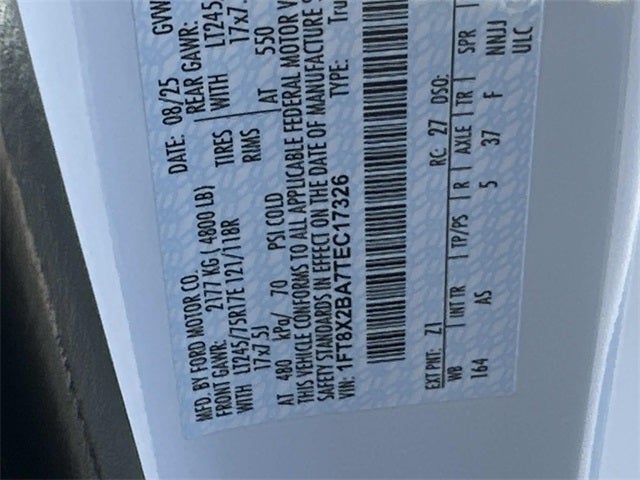 MFD. BY FORD MOTOR CO.
DATE: 08/25 GVW
FRONT GAWR: 2177 KG ( 4800 LB) REAR GAWR:
WITH LT245/75R17E 121/118R TIRES WITH LT245
17x7.5J RIMS 17x7.
AT 480 kPa/ 70 PSI COLD AT 550
THIS VEHICLE CONFORMS TO ALL APPLICABLE FEDERAL MOTOR V
SAFETY STANDARDS IN EFFECT ON THE DATE OF MANUFACTURE S
VIN: 1FT8X2BA7TEC17326 TYPE: Tru
EXT PNT: Z1 RC: 27 DSO:
WB INT TR TP/PS R AXLE TR SPR
164 AS 5 37 F NNJJ
ULC